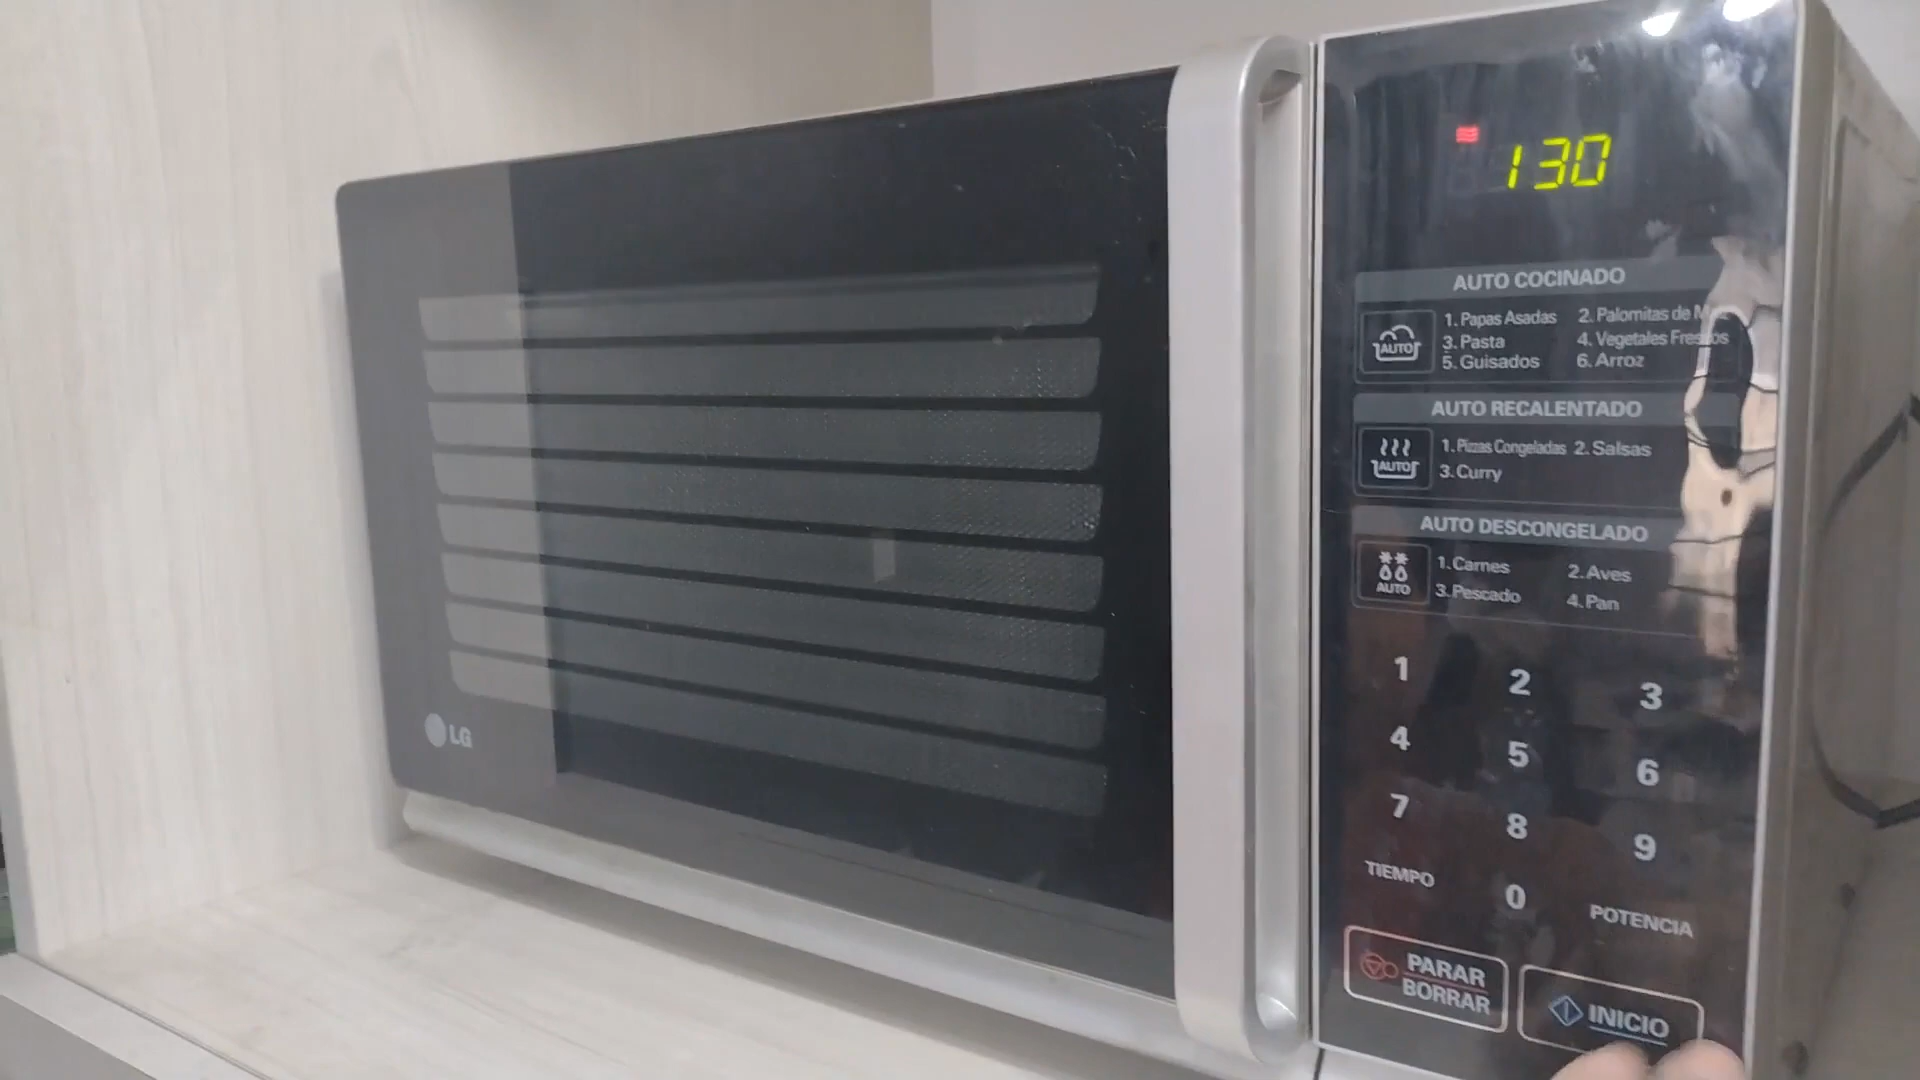 130
AUTO COCINADO
AUTO
1. Papas Asadas 2. Palomitas de
3. Pasta 4. Vegetales Frescos
5. Guisados 6. Arroz
AUTO RECALENTADO
AUTO
1. Pizzas Congeladas 2. Salsas
3. Curry
AUTO DESCONGELADO
AUTO
1. Carnes 2. Aves
3. Pescado 4. Pan
1 2 3
4 5 6
7 8 9
TIEMPO 0 POTENCIA
PARAR
BORRAR
INICIO
LG